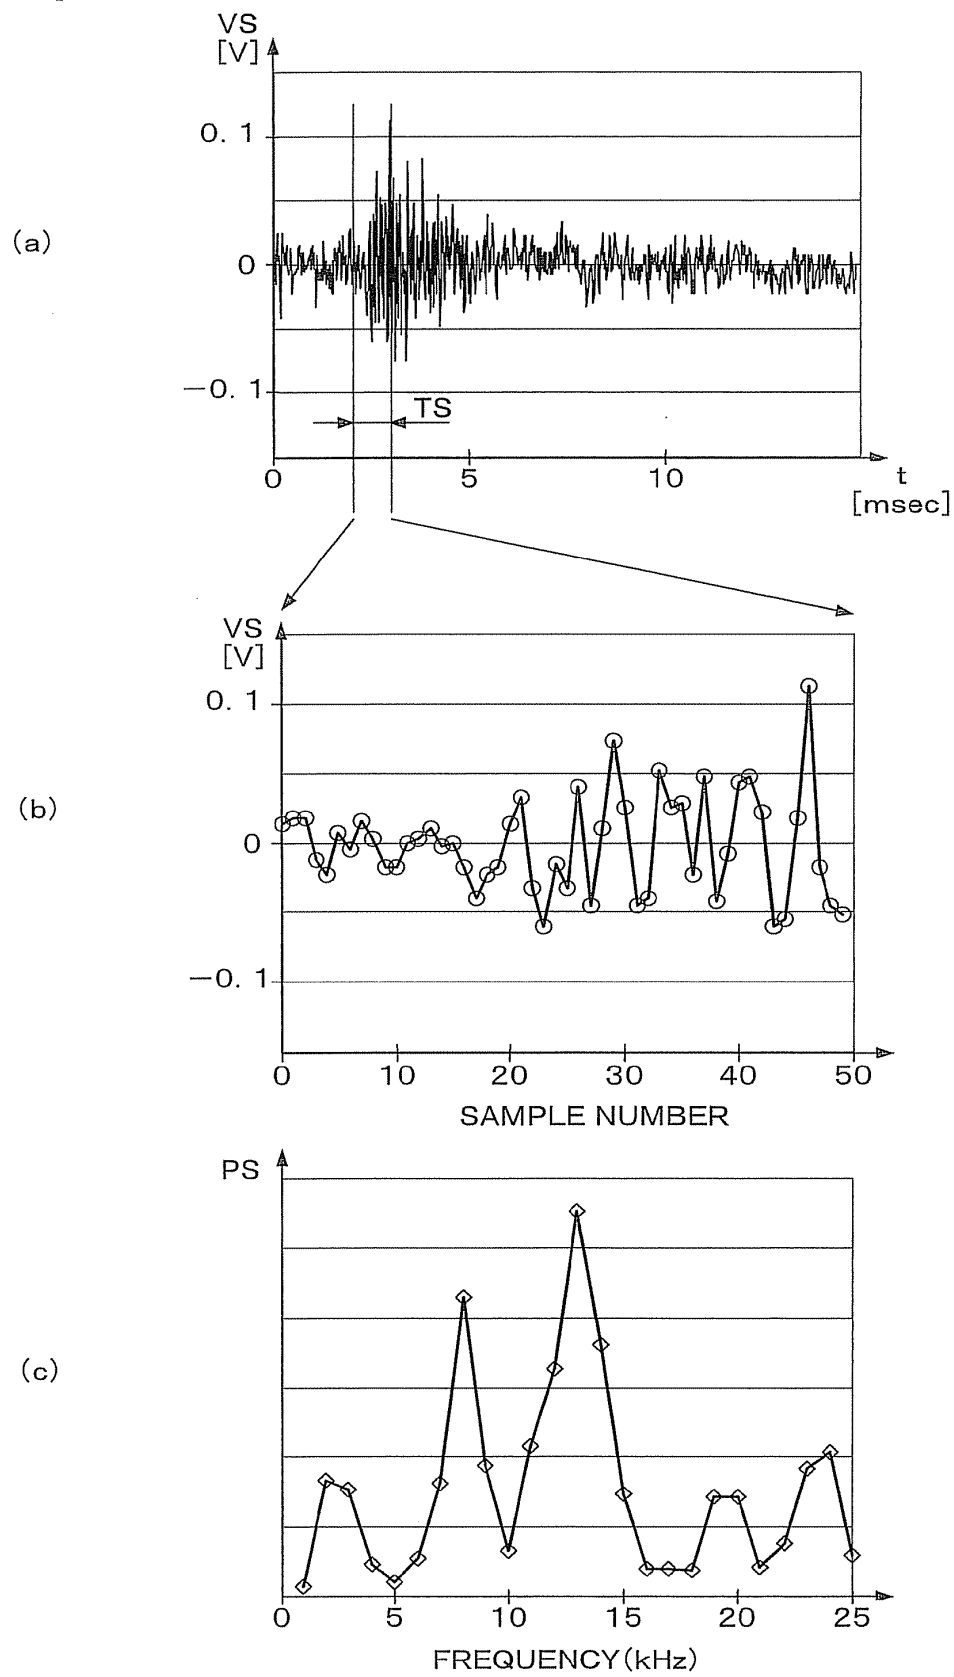 VS
[V]
0. 1
(a)
0
−0. 1
TS
0
5
10
t
[msec]
VS
[V]
0. 1
(b)
0
−0. 1
0
10
20
30
40
50
SAMPLE NUMBER
PS
(c)
0
5
10
15
20
25
FREQUENCY(kHz)